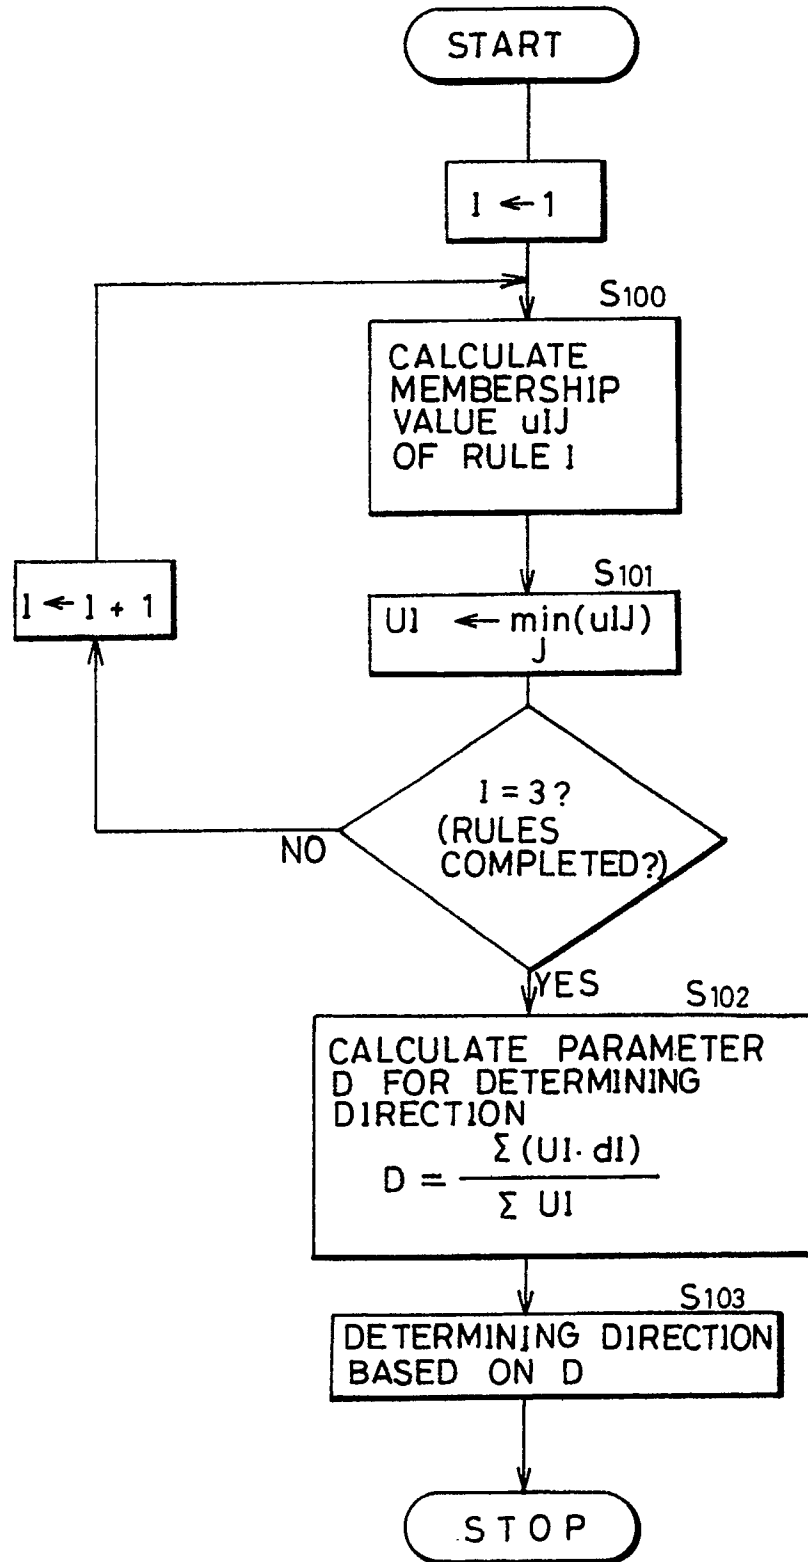 START
I ← 1
S100
CALCULATE
MEMBERSHIP
VALUE uIJ
OF RULE I
I ← I + 1
S101
UI ← min(uIJ)
J
I = 3?
(RULES
COMPLETED?)
NO
YES
S102
CALCULATE PARAMETER
D FOR DETERMINING
DIRECTION
D = Σ (UI· dI)
Σ UI
S103
DETERMINING DIRECTION
BASED ON D
STOP